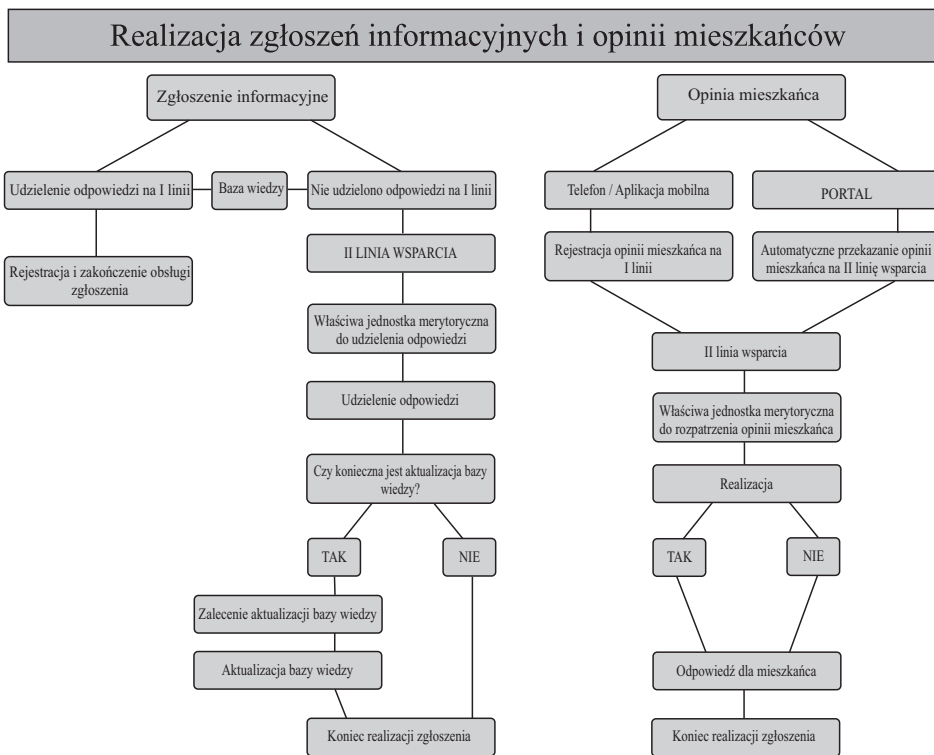 Realizacja zgłoszeń informacyjnych i opinii mieszkańców
Zgłoszenie informacyjne
Udzielenie odpowiedzi na I linii
Baza wiedzy
Nie udzielono odpowiedzi na I linii
Rejestracja i zakończenie obsługi
zgłoszenia
II LINIA WSPARCIA
Właściwa jednostka merytoryczna
do udzielenia odpowiedzi
Udzielenie odpowiedzi
Czy konieczna jest aktualizacja bazy
wiedzy?
TAK
NIE
Zalecenie aktualizacji bazy wiedzy
Aktualizacja bazy wiedzy
Koniec realizacji zgłoszenia
Opinia mieszkańca
Telefon / Aplikacja mobilna
PORTAL
Rejestracja opinii mieszkańca na
I linii
Automatyczne przekazanie opinii
mieszkańca na II linię wsparcia
II linia wsparcia
Właściwa jednostka merytoryczna
do rozpatrzenia opinii mieszkańca
Realizacja
TAK
NIE
Odpowiedź dla mieszkańca
Koniec realizacji zgłoszenia